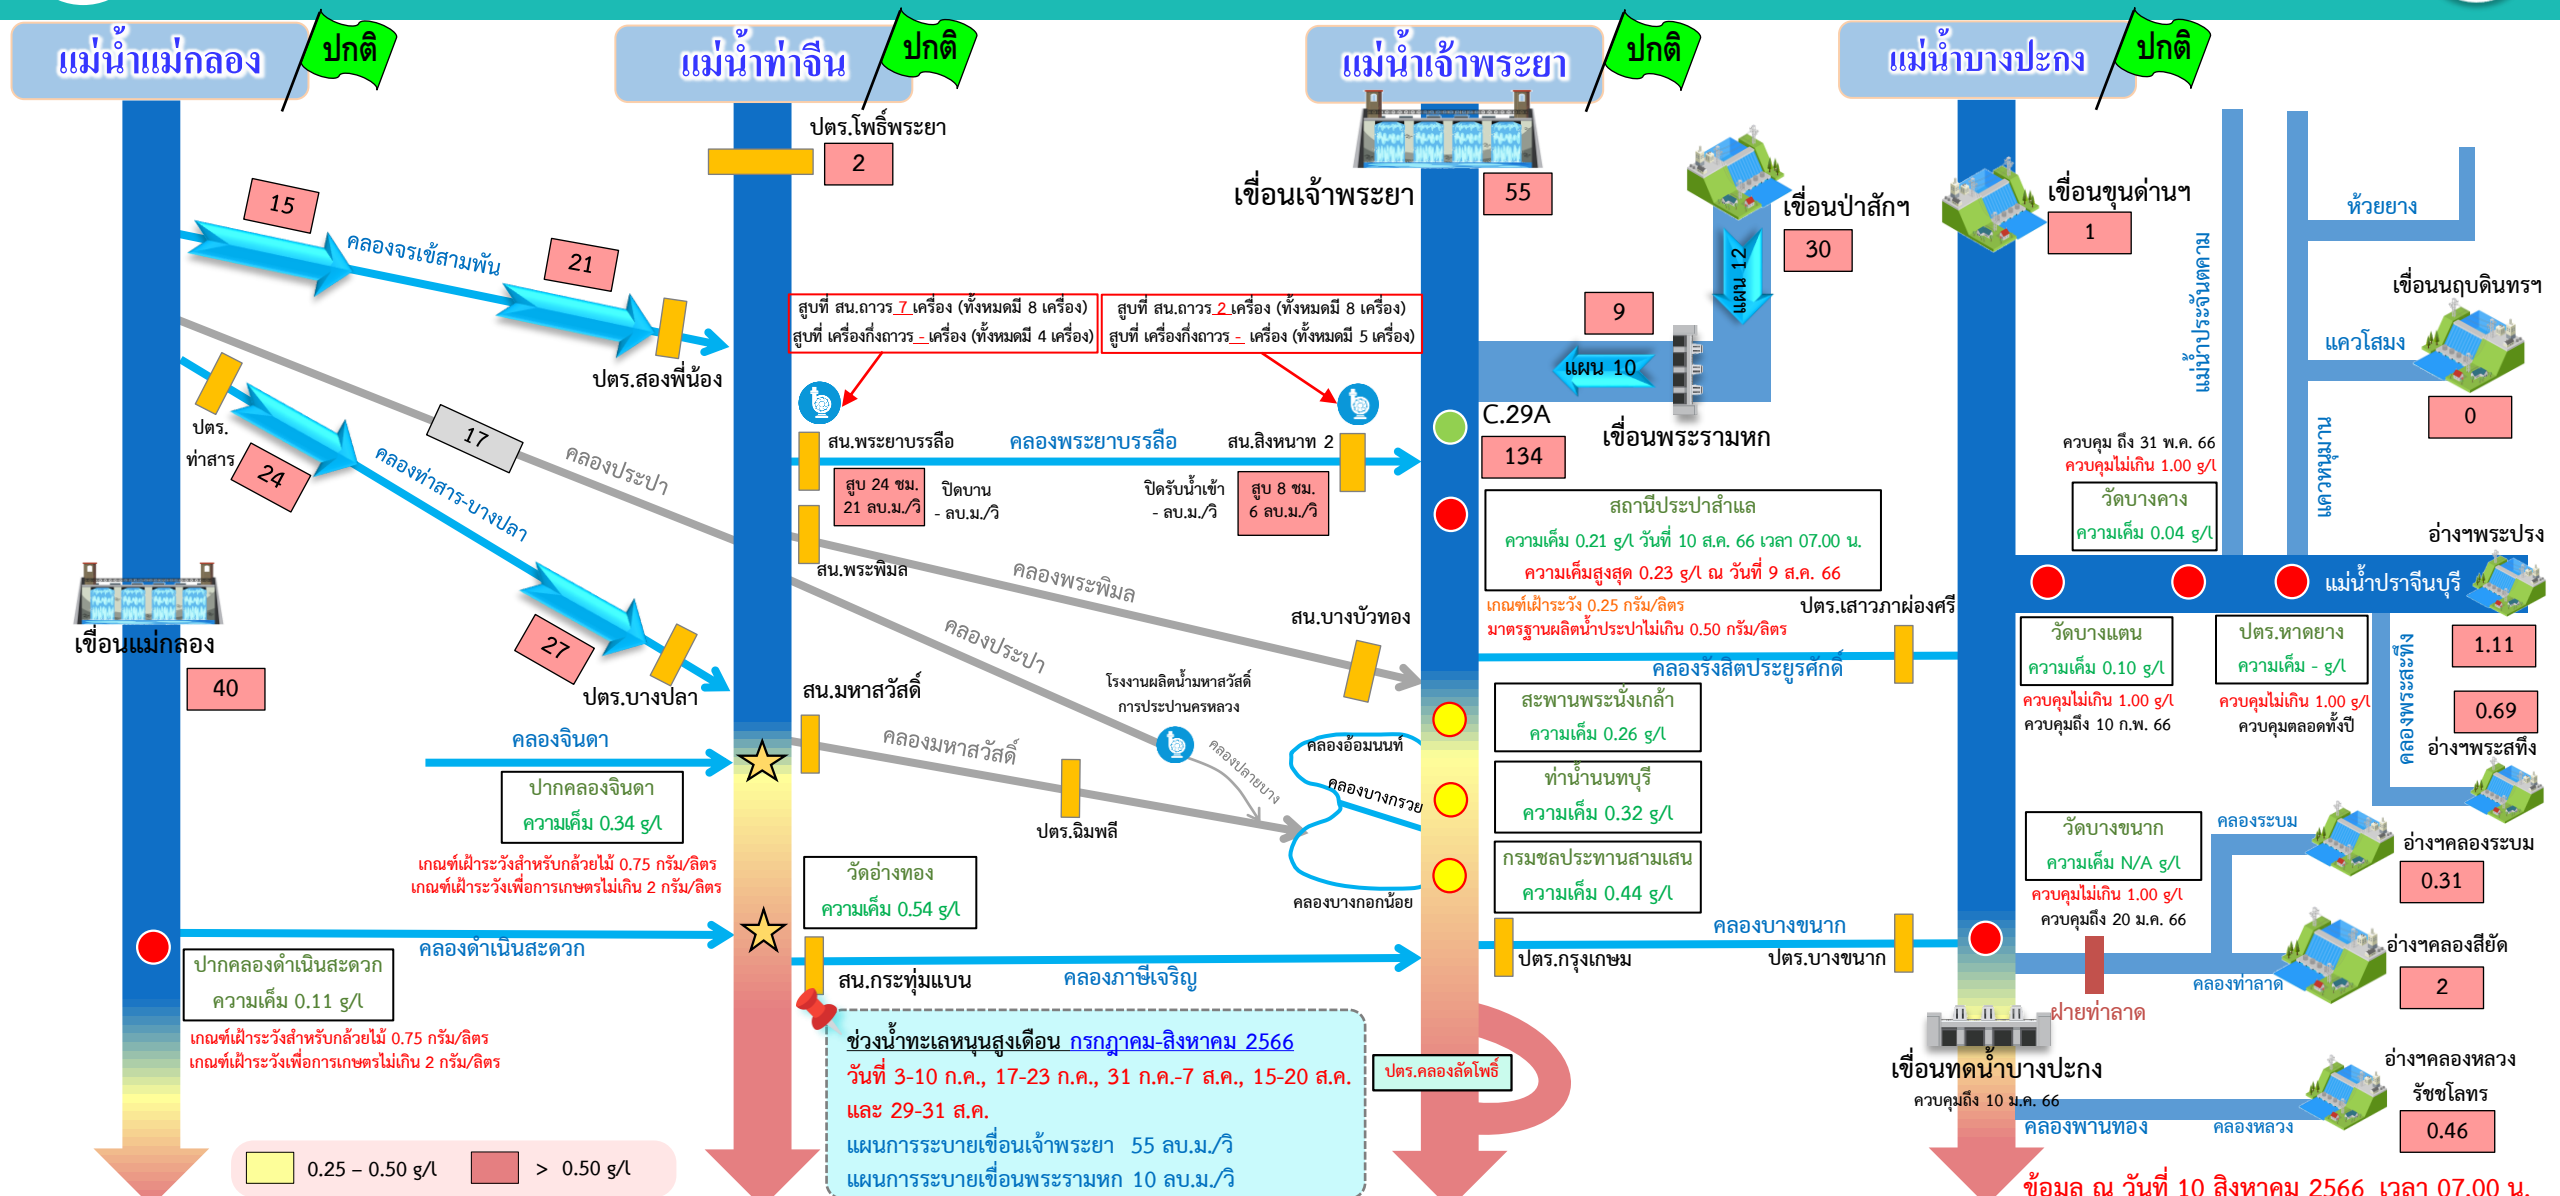 แม่น้ำแม่กลอง
ปกติ
แม่น้ำท่าจีน
ปกติ
แม่น้ำเจ้าพระยา
ปกติ
แม่น้ำบางปะกง
ปกติ
ปตร.โพธิ์พระยา
2
15
คลองจรเข้สามพัน
21
ปตร.สองพี่น้อง
ปตร.
ท่าสาร
24
คลองท่าสาร-บางปลา
17
คลองประปา
27
ปตร.บางปลา
เขื่อนแม่กลอง
40
คลองจินดา
ปากคลองจินดา
ความเค็ม 0.34 g/l
เกณฑ์เฝ้าระวังสำหรับกล้วยไม้ 0.75 กรัม/ลิตร
เกณฑ์เฝ้าระวังเพื่อการเกษตรไม่เกิน 2 กรัม/ลิตร
คลองดำเนินสะดวก
ปากคลองดำเนินสะดวก
ความเค็ม 0.11 g/l
เกณฑ์เฝ้าระวังสำหรับกล้วยไม้ 0.75 กรัม/ลิตร
เกณฑ์เฝ้าระวังเพื่อการเกษตรไม่เกิน 2 กรัม/ลิตร
0.25 – 0.50 g/l
> 0.50 g/l
เขื่อนเจ้าพระยา
55
สูบที่ สน.ถาวร 7 เครื่อง (ทั้งหมดมี 8 เครื่อง)
สูบที่ เครื่องกึ่งถาวร - เครื่อง (ทั้งหมดมี 4 เครื่อง)
สูบที่ สน.ถาวร 2 เครื่อง (ทั้งหมดมี 8 เครื่อง)
สูบที่ เครื่องกึ่งถาวร - เครื่อง (ทั้งหมดมี 5 เครื่อง)
สน.พระยาบรรลือ
คลองพระยาบรรลือ
สน.สิงหนาท 2
สูบ 24 ชม.
21 ลบ.ม./วิ
ปิดบาน
- ลบ.ม./วิ
ปิดรับน้ำเข้า
- ลบ.ม./วิ
สูบ 8 ชม.
6 ลบ.ม./วิ
สน.พระพิมล
คลองพระพิมล
สน.บางบัวทอง
คลองประปา
สน.มหาสวัสดิ์
โรงงานผลิตน้ำมหาสวัสดิ์
การประปานครหลวง
คลองมหาสวัสดิ์
คลองปลายบาง
ปตร.ฉิมพลี
คลองอ้อมนนท์
คลองบางกรวย
คลองบางกอกน้อย
วัดอ่างทอง
ความเค็ม 0.54 g/l
สน.กระทุ่มแบน
คลองภาษีเจริญ
ช่วงน้ำทะเลหนุนสูงเดือน กรกฎาคม-สิงหาคม 2566
วันที่ 3-10 ก.ค., 17-23 ก.ค., 31 ก.ค.-7 ส.ค., 15-20 ส.ค.
และ 29-31 ส.ค.
แผนการระบายเขื่อนเจ้าพระยา 55 ลบ.ม./วิ
แผนการระบายเขื่อนพระรามหก 10 ลบ.ม./วิ
ปตร.คลองลัดโพธิ์
เขื่อนป่าสักฯ
30
แผน 12
9
แผน 10
เขื่อนพระรามหก
C.29A
134
สถานีประปาสำแล
ความเค็ม 0.21 g/l วันที่ 10 ส.ค. 66 เวลา 07.00 น.
ความเค็มสูงสุด 0.23 g/l ณ วันที่ 9 ส.ค. 66
เกณฑ์เฝ้าระวัง 0.25 กรัม/ลิตร
มาตรฐานผลิตน้ำประปาไม่เกิน 0.50 กรัม/ลิตร
ปตร.เสาวภาผ่องศรี
คลองรังสิตประยูรศักดิ์
สะพานพระนั่งเกล้า
ความเค็ม 0.26 g/l
ท่าน้ำนนทบุรี
ความเค็ม 0.32 g/l
กรมชลประทานสามเสน
ความเค็ม 0.44 g/l
คลองบางขนาก
ปตร.กรุงเกษม
ปตร.บางขนาก
เขื่อนขุนด่านฯ
1
แม่น้ำประจันตคาม
ห้วยยาง
เขื่อนนฤบดินทรฯ
แควโสมง
0
แควหนุมาน
ควบคุม ถึง 31 พ.ค. 66
ควบคุมไม่เกิน 1.00 g/l
วัดบางคาง
ความเค็ม 0.04 g/l
อ่างฯพระปรง
แม่น้ำปราจีนบุรี
1.11
วัดบางแตน
ความเค็ม 0.10 g/l
ควบคุมไม่เกิน 1.00 g/l
ควบคุมถึง 10 ก.พ. 66
ปตร.หาดยาง
ความเค็ม - g/l
ควบคุมไม่เกิน 1.00 g/l
ควบคุมตลอดทั้งปี
คลองพระสะทึง
0.69
อ่างฯพระสทึง
วัดบางขนาก
ความเค็ม N/A g/l
ควบคุมไม่เกิน 1.00 g/l
ควบคุมถึง 20 ม.ค. 66
คลองระบม
อ่างฯคลองระบม
0.31
อ่างฯคลองสียัด
2
คลองท่าลาด
ฝายท่าลาด
เขื่อนทดน้ำบางปะกง
ควบคุมถึง 10 ม.ค. 66
คลองพานทอง
คลองหลวง
อ่างฯคลองหลวง
รัชชโลทร
0.46
ข้อมูล ณ วันที่ 10 สิงหาคม 2566 เวลา 07.00 น.